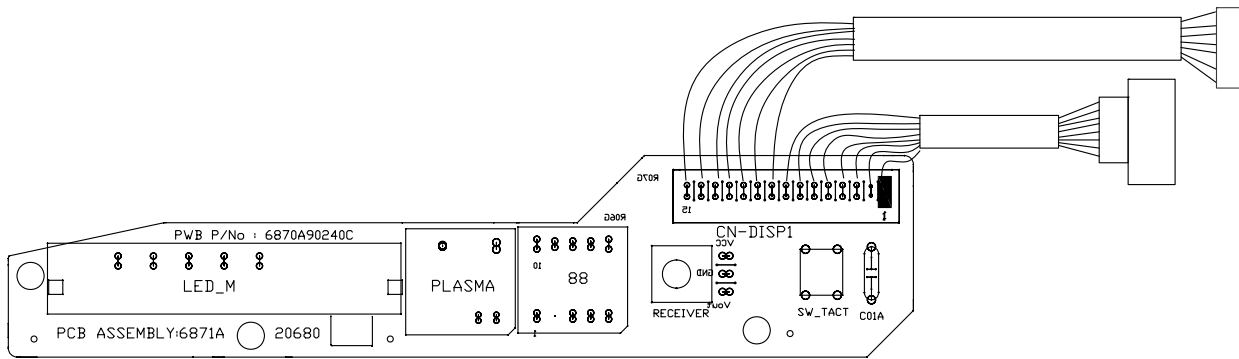 R07G
15
1
CN-DISP1
R06G
PWB P/No : 6870A90240C
VCC
10
88
GND
LED_M
PLASMA
Vout
RECEIVER
SW_TACT
C01A
1
PCB ASSEMBLY:6871A 20680